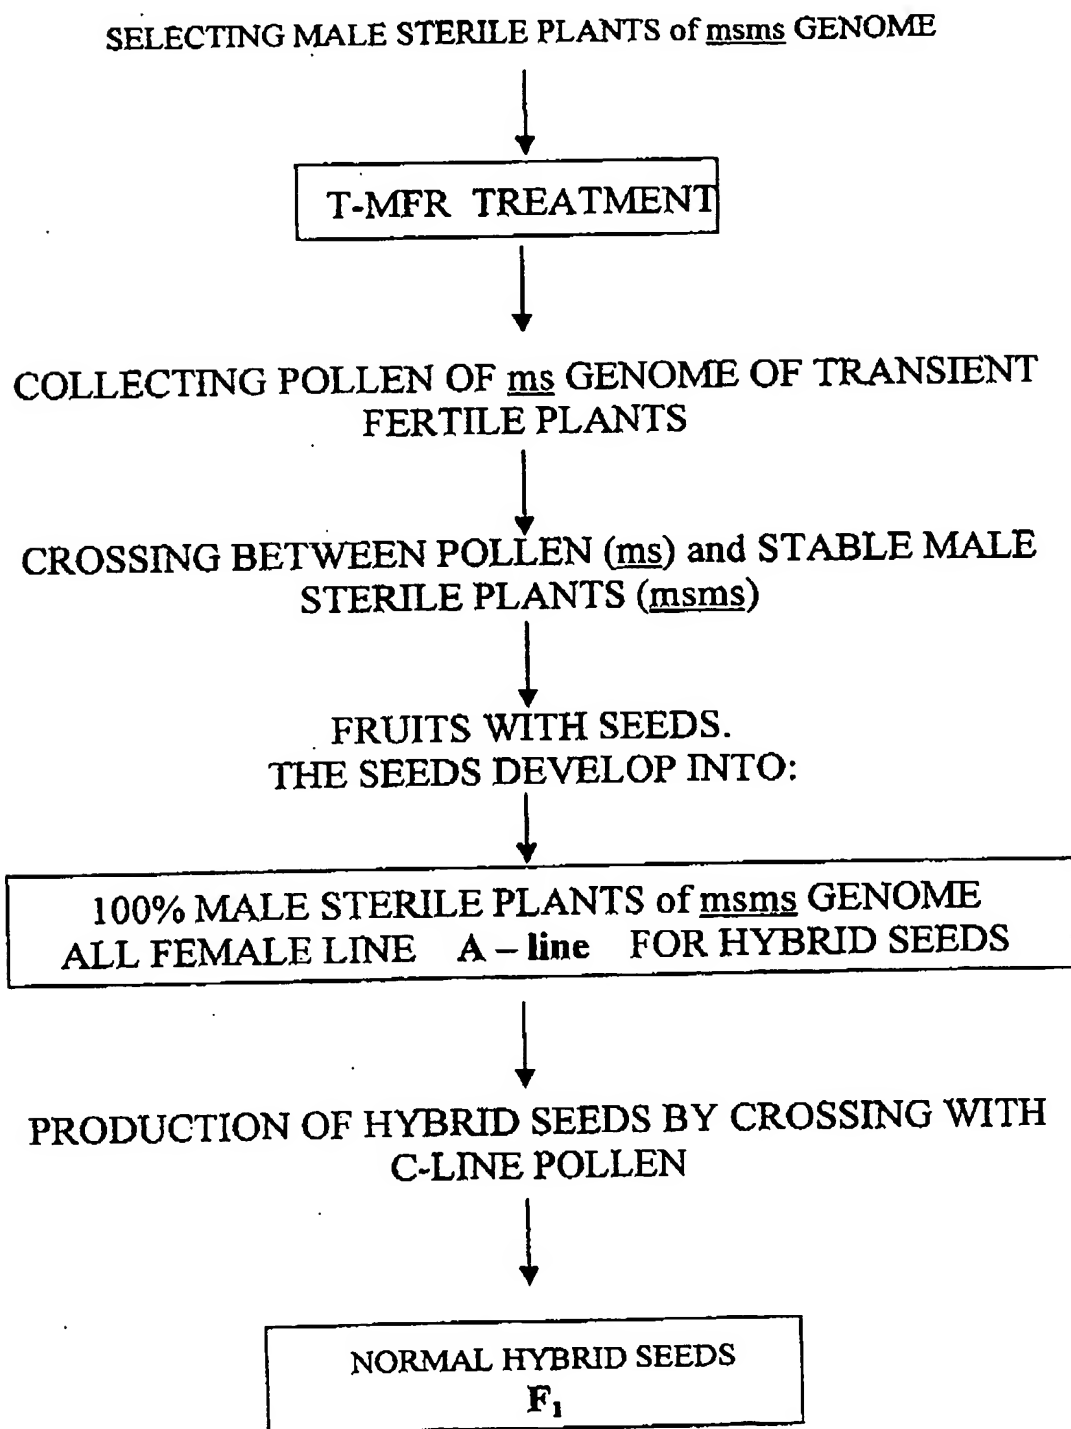 SELECTING MALE STERILE PLANTS of msms GENOME
T-MFR TREATMENT
COLLECTING POLLEN OF ms GENOME OF TRANSIENT
FERTILE PLANTS
CROSSING BETWEEN POLLEN (ms) and STABLE MALE
STERILE PLANTS (msms)
FRUITS WITH SEEDS.
THE SEEDS DEVELOP INTO:
100% MALE STERILE PLANTS of msms GENOME
ALL FEMALE LINE A – line FOR HYBRID SEEDS
PRODUCTION OF HYBRID SEEDS BY CROSSING WITH
C-LINE POLLEN
NORMAL HYBRID SEEDS
F₁